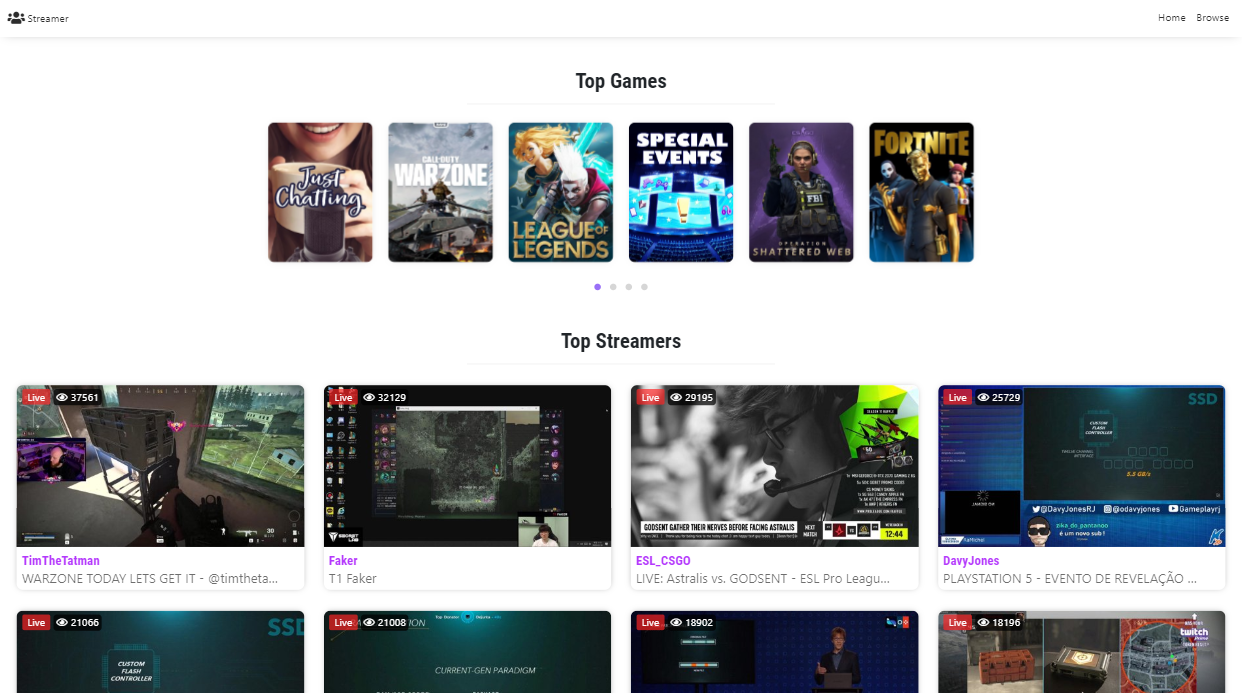 Streamer
Home Browse
Top Games
Just Chatting
CALL OF DUTY
WARZONE
LEAGUE OF LEGENDS
SPECIAL EVENTS
FBI
OPERATION
SHATTERED WEB
FORTNITE
Top Streamers
Live 37561
Live 32129
Live 29195
Live 25729
SSD
CUSTOM FLASH CONTROLLER
5.5 GB/s
@DavyJonesRJ @odavyjones Gameplayrj
zika_do_pantanoo
é um novo sub!
GODSENT GATHER THEIR NERVES BEFORE FACING ASTRALIS
NEXT MATCH
12:44
TimTheTatman
WARZONE TODAY LETS GET IT - @timtheta...
Faker
T1 Faker
ESL_CSGO
LIVE: Astralis vs. GODSENT - ESL Pro Leagu...
DavyJones
PLAYSTATION 5 - EVENTO DE REVELAÇÃO ...
Live 21066
SSD
CUSTOM FLASH CONTROLLER
Live 21008
CURRENT-GEN PARADIGM
Live 18902
Live 18196
twitch